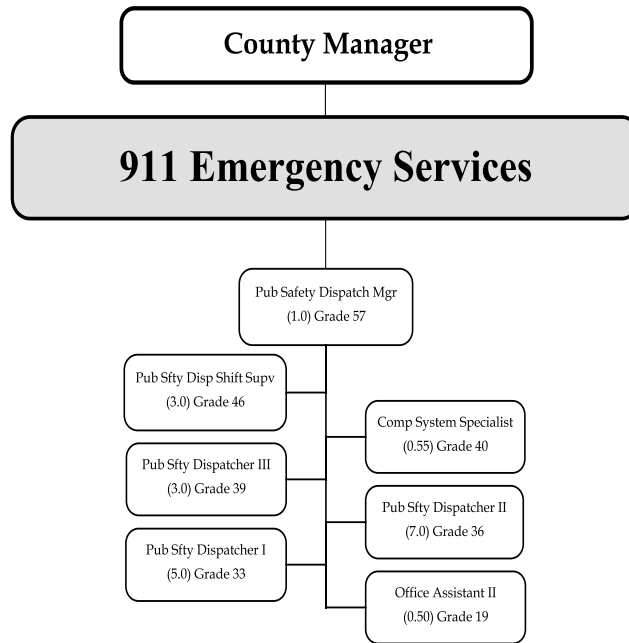 County Manager
911 Emergency Services
Pub Safety Dispatch Mgr
(1.0) Grade 57
Pub Sfty Disp Shift Supv
(3.0) Grade 46
Comp System Specialist
(0.55) Grade 40
Pub Sfty Dispatcher III
(3.0) Grade 39
Pub Sfty Dispatcher II
(7.0) Grade 36
Pub Sfty Dispatcher I
(5.0) Grade 33
Office Assistant II
(0.50) Grade 19